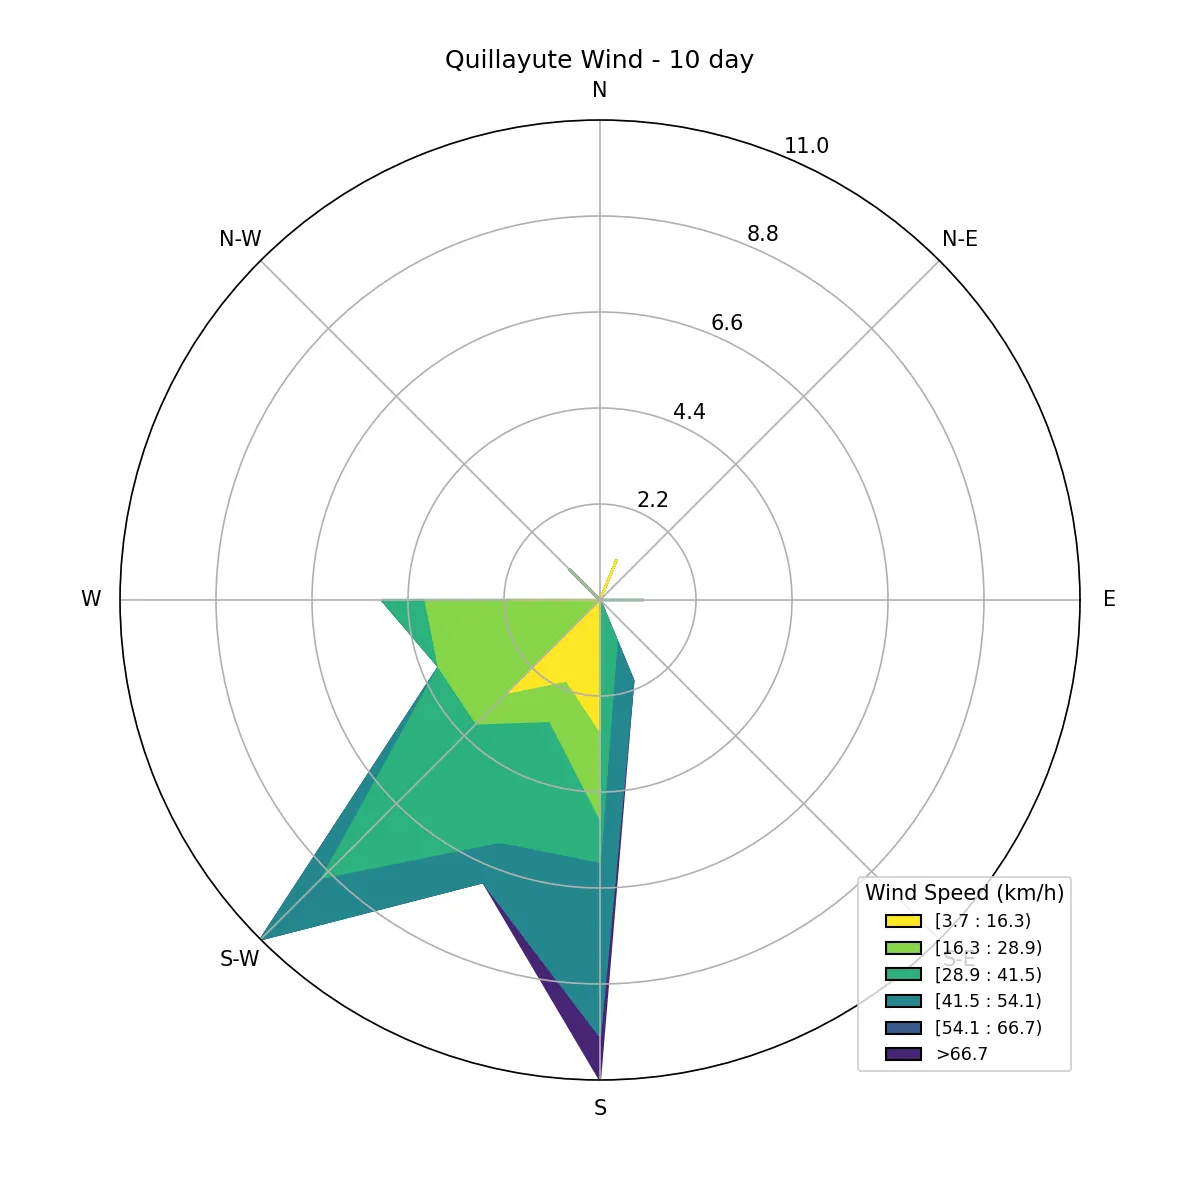 Quillayute Wind - 10 day
N
11.0
N-W
8.8
N-E
6.6
4.4
2.2
W
E
S-W
S-E
Wind Speed (km/h)
[3.7 : 16.3)
[16.3 : 28.9)
[28.9 : 41.5)
[41.5 : 54.1)
[54.1 : 66.7)
>66.7
S